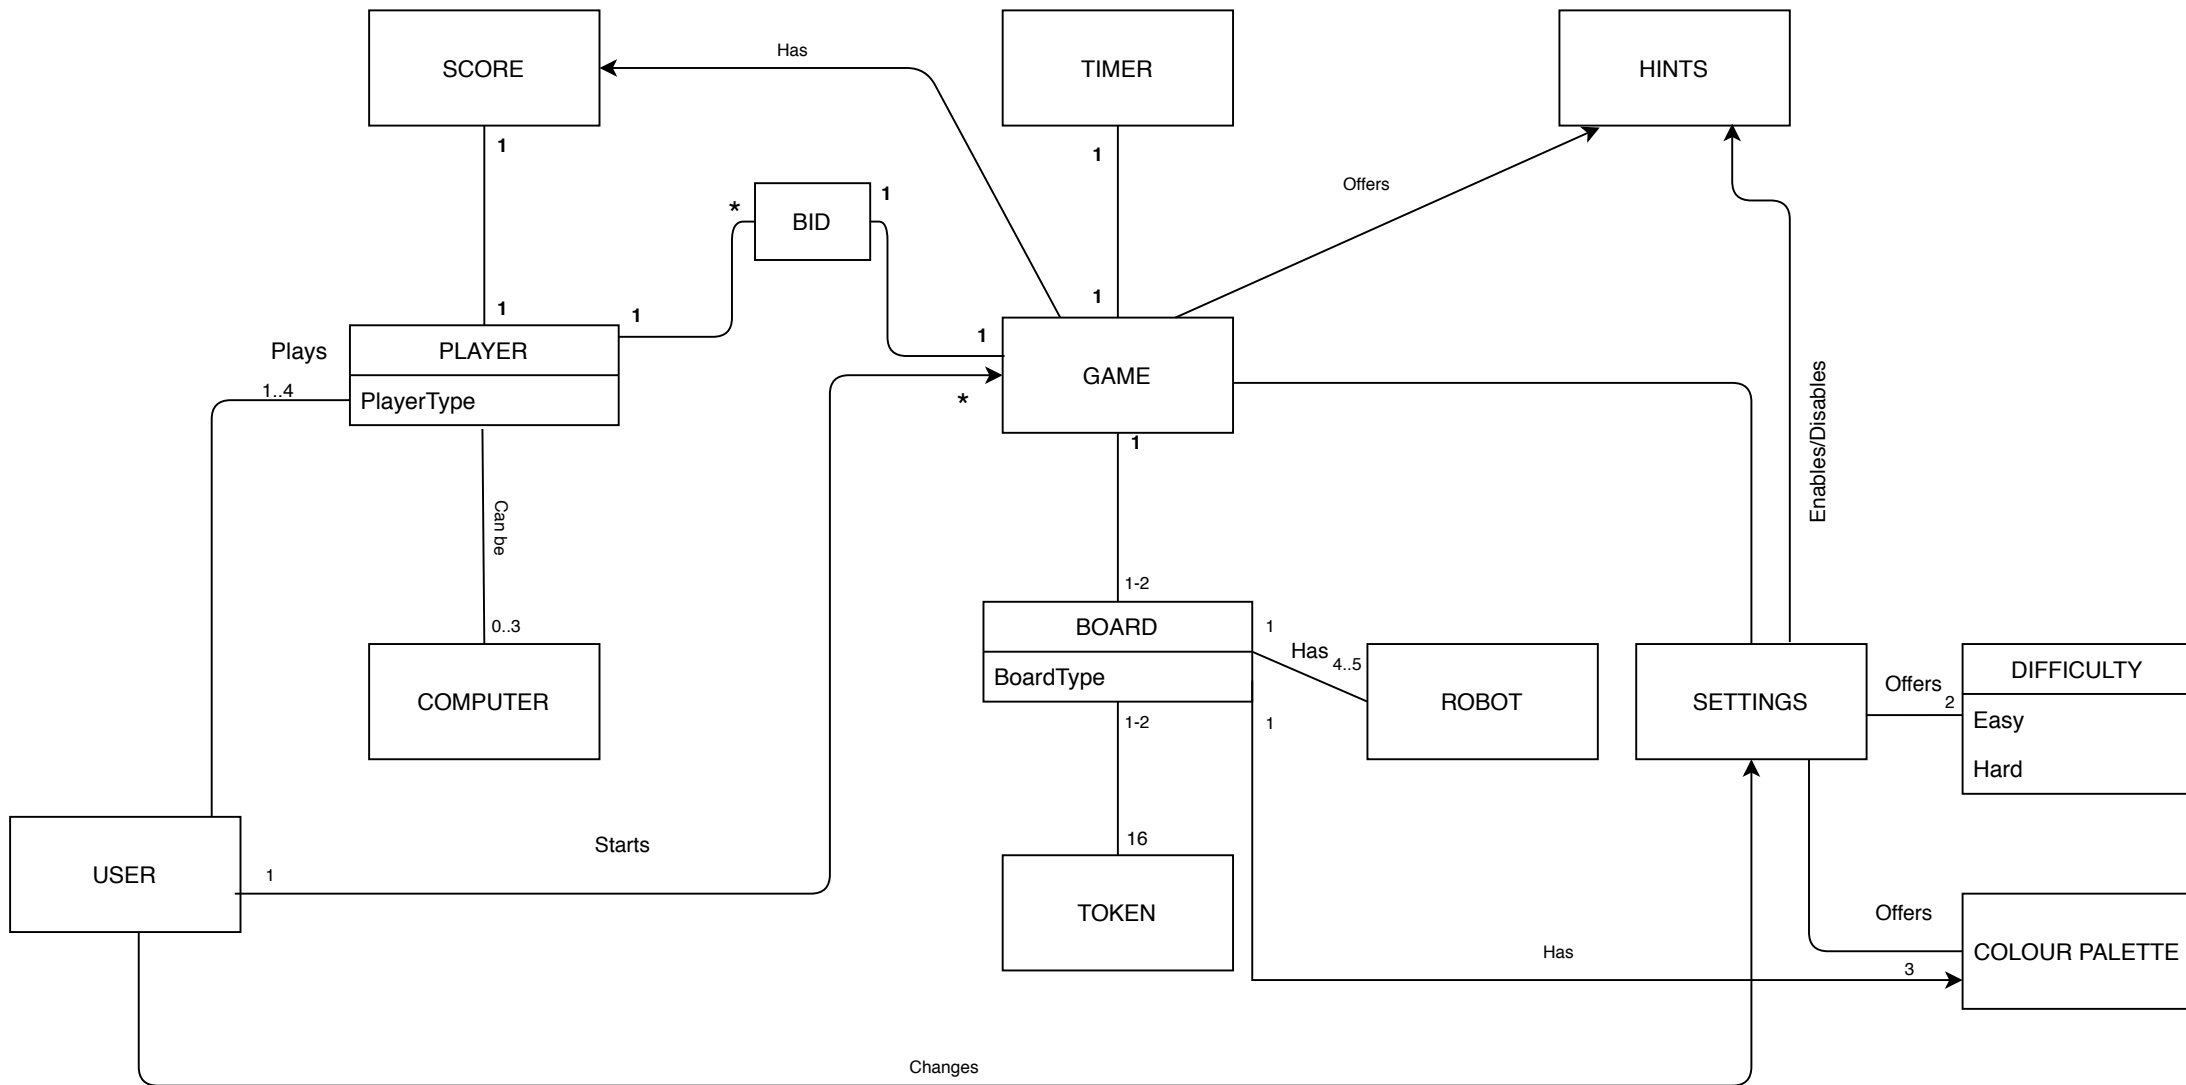 SCORE
Has
TIMER
HINTS
1
1
*
BID
1
Offers
1
1
1
1
Plays
PLAYER
1..4
PlayerType
GAME
*
1
Enables/Disables
Can be
0..3
COMPUTER
1-2
BOARD
BoardType
1
Has
4..5
ROBOT
SETTINGS
Offers
2
DIFFICULTY
Easy
Hard
1-2
1
16
TOKEN
USER
1
Starts
Offers
COLOUR PALETTE
Has
3
Changes